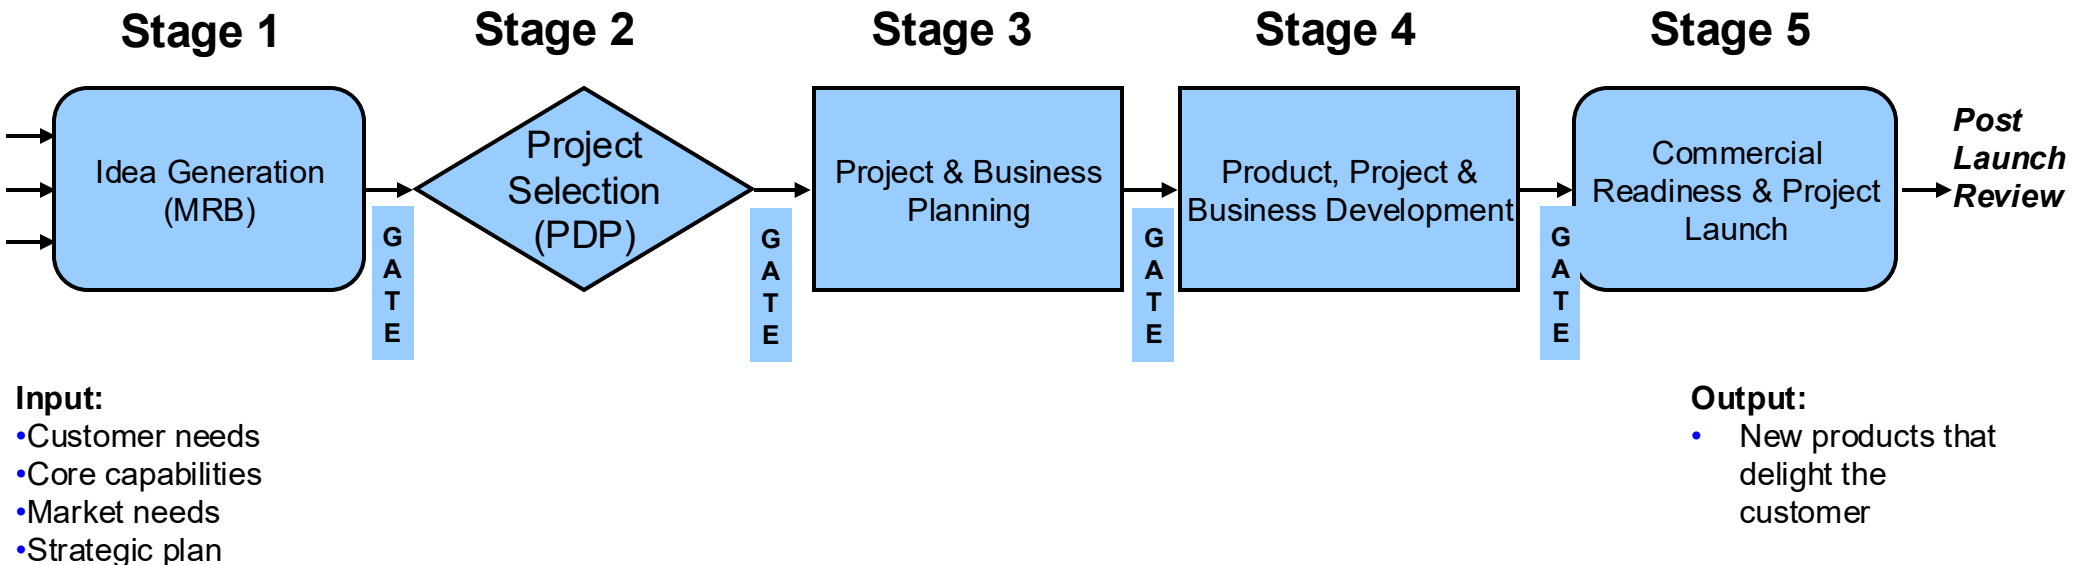 Stage 1
Stage 2
Stage 3
Stage 4
Stage 5
Idea Generation
(MRB)
G
A
T
E
Project
Selection
(PDP)
G
A
T
E
Project & Business
Planning
G
A
T
E
Product, Project &
Business Development
G
A
T
E
Commercial
Readiness & Project
Launch
Post
Launch
Review
Input:
•Customer needs
•Core capabilities
•Market needs
•Strategic plan
Output:
• New products that
delight the
customer